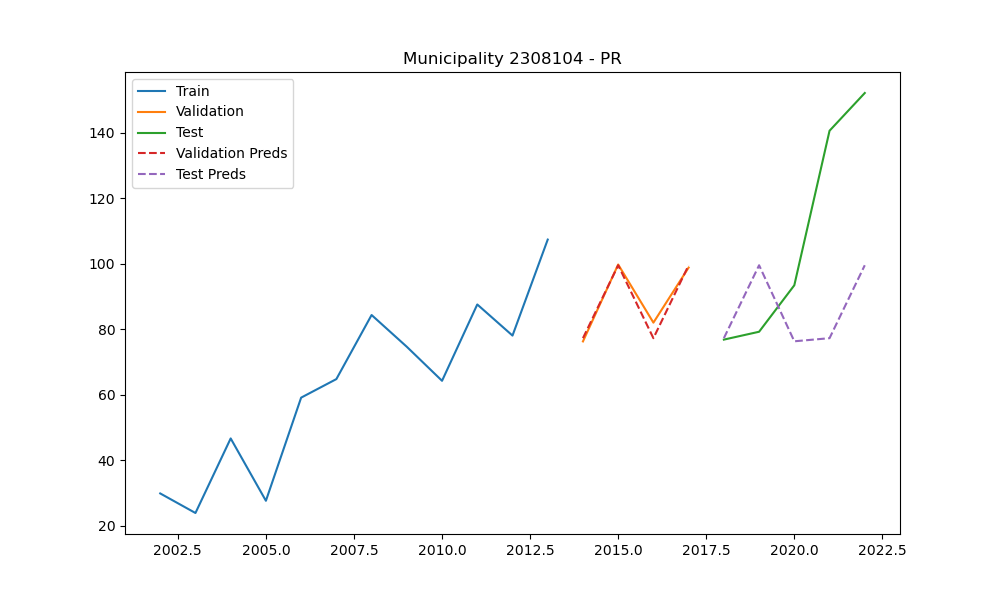 Municipality 2308104 - PR
Train
Validation
Test
Validation Preds
Test Preds
140
120
100
80
60
40
20
2002.5 2005.0 2007.5 2010.0 2012.5 2015.0 2017.5 2020.0 2022.5